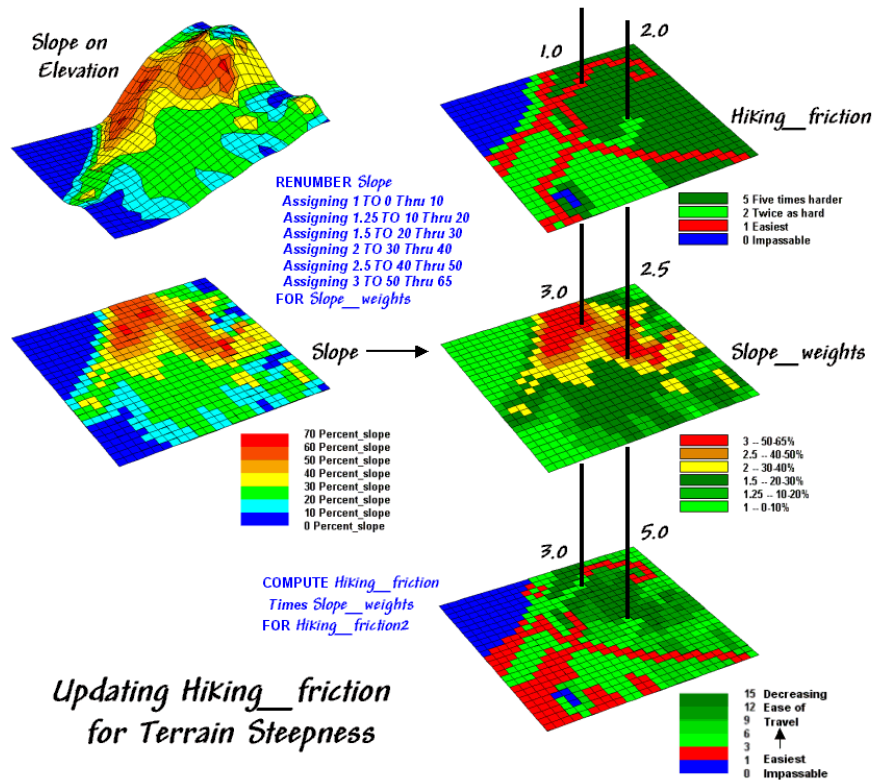 Slope on
Elevation
1.0
2.0
Hiking__friction
RENUMBER Slope
Assigning 1 TO 0 Thru 10
Assigning 1.25 TO 10 Thru 20
Assigning 1.5 TO 20 Thru 30
Assigning 2 TO 30 Thru 40
Assigning 2.5 TO 40 Thru 50
Assigning 3 TO 50 Thru 65
FOR Slope__weights
5 Five times harder
2 Twice as hard
1 Easiest
0 Impassable
3.0
2.5
Slope
Slope__weights
70 Percent_slope
60 Percent_slope
50 Percent_slope
40 Percent_slope
30 Percent_slope
20 Percent_slope
10 Percent_slope
0 Percent_slope
3 -- 50-65%
2.5 -- 40-50%
2 -- 30-40%
1.5 -- 20-30%
1.25 -- 10-20%
1 -- 0-10%
3.0
5.0
COMPUTE Hiking__friction
Times Slope__weights
FOR Hiking__friction2
Updating Hiking__friction
for Terrain Steepness
15 Decreasing
12 Ease of
9 Travel
6
3
1 Easiest
0 Impassable